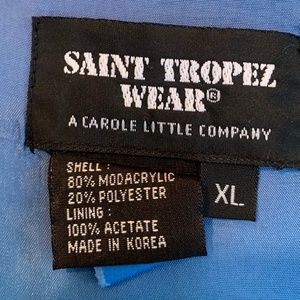 SAINT TROPEZ
WEAR®
A CAROLE LITTLE COMPANY
SHELL :
80% MODACRYLIC
20% POLYESTER
LINING :
100% ACETATE
MADE IN KOREA
XL